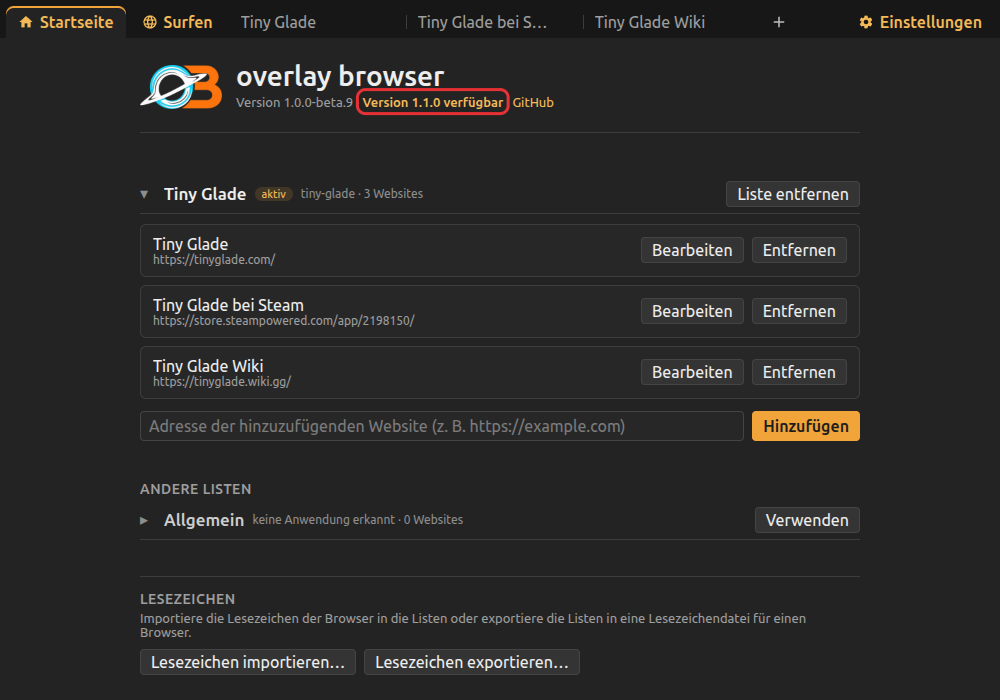 Startseite Surfen Tiny Glade Tiny Glade bei S… Tiny Glade Wiki + Einstellungen
overlay browser
Version 1.0.0-beta.9 Version 1.1.0 verfügbar GitHub
▼ Tiny Glade aktiv tiny-glade · 3 Websites Liste entfernen
Tiny Glade
https://tinyglade.com/
Bearbeiten Entfernen
Tiny Glade bei Steam
https://store.steampowered.com/app/2198150/
Bearbeiten Entfernen
Tiny Glade Wiki
https://tinyglade.wiki.gg/
Bearbeiten Entfernen
Adresse der hinzuzufügenden Website (z. B. https://example.com) Hinzufügen
ANDERE LISTEN
▶ Allgemein keine Anwendung erkannt · 0 Websites Verwenden
LESEZEICHEN
Importiere die Lesezeichen der Browser in die Listen oder exportiere die Listen in eine Lesezeichendatei für einen
Browser.
Lesezeichen importieren… Lesezeichen exportieren…